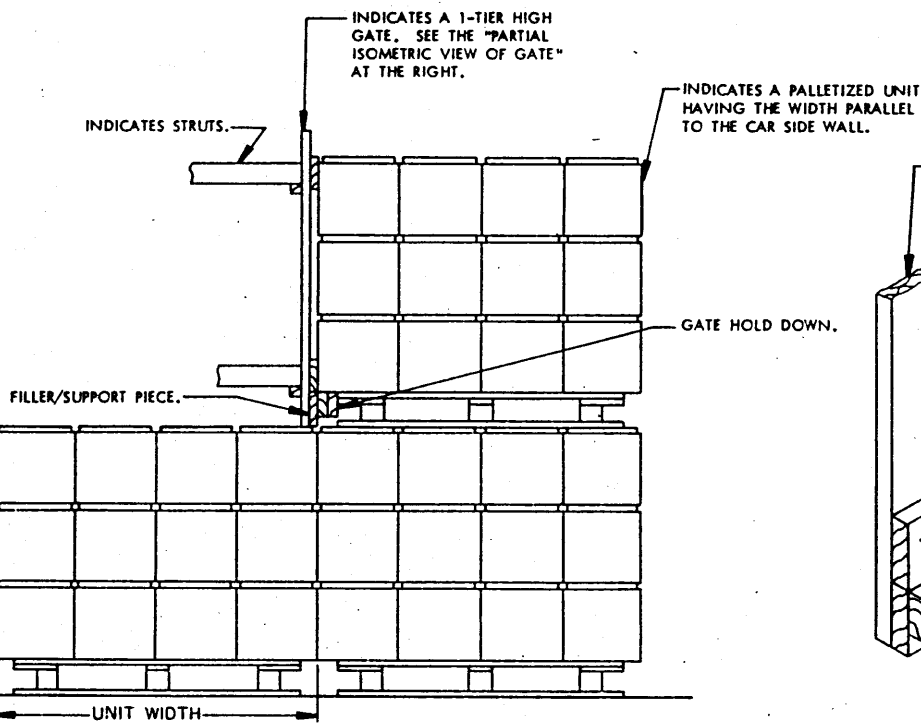 INDICATES A 1-TIER HIGH
GATE. SEE THE "PARTIAL
ISOMETRIC VIEW OF GATE"
AT THE RIGHT.
INDICATES A PALLETIZED UNIT
HAVING THE WIDTH PARALLEL
TO THE CAR SIDE WALL.
INDICATES STRUTS.
GATE HOLD DOWN.
FILLER/SUPPORT PIECE.
UNIT WIDTH